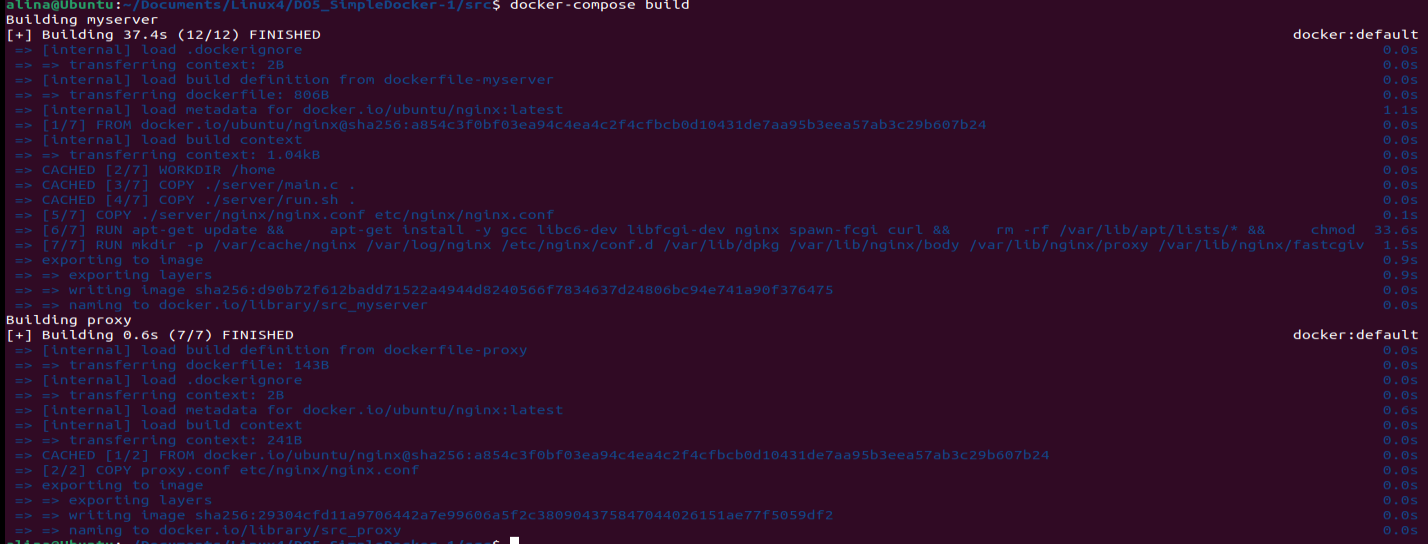 alina@Ubuntu:~/Documents/Linux4/DO5_SimpleDocker-1/src$ docker-compose build
Building myserver
[+] Building 37.4s (12/12) FINISHED docker:default
=> [internal] load .dockerignore 0.0s
=> => transferring context: 2B 0.0s
=> [internal] load build definition from dockerfile-myserver 0.0s
=> => transferring dockerfile: 806B 0.0s
=> [internal] load metadata for docker.io/ubuntu/nginx:latest 1.1s
=> [1/7] FROM docker.io/ubuntu/nginx@sha256:a854c3f0bf03ea94c4ea4c2f4cfbcb0d10431de7aa95b3eea57ab3c29b607b24 0.0s
=> [internal] load build context 0.0s
=> => transferring context: 1.04kB 0.0s
=> CACHED [2/7] WORKDIR /home 0.0s
=> CACHED [3/7] COPY ./server/main.c . 0.0s
=> CACHED [4/7] COPY ./server/run.sh . 0.0s
=> [5/7] COPY ./server/nginx/nginx.conf etc/nginx/nginx.conf 0.1s
=> [6/7] RUN apt-get update && apt-get install -y gcc libc6-dev libfcgi-dev nginx spawn-fcgi curl && rm -rf /var/lib/apt/lists/* && chmod 33.6s
=> [7/7] RUN mkdir -p /var/cache/nginx /var/log/nginx /etc/nginx/conf.d /var/lib/dpkg /var/lib/nginx/body /var/lib/nginx/proxy /var/lib/nginx/fastcgiv 1.5s
=> exporting to image 0.9s
=> => exporting layers 0.9s
=> => writing image sha256:d90b72f612badd71522a4944d8240566f7834637d24806bc94e741a90f376475 0.0s
=> => naming to docker.io/library/src_myserver 0.0s
Building proxy
[+] Building 0.6s (7/7) FINISHED docker:default
=> [internal] load build definition from dockerfile-proxy 0.0s
=> => transferring dockerfile: 143B 0.0s
=> [internal] load .dockerignore 0.0s
=> => transferring context: 2B 0.0s
=> [internal] load metadata for docker.io/ubuntu/nginx:latest 0.6s
=> [internal] load build context 0.0s
=> => transferring context: 241B 0.0s
=> CACHED [1/2] FROM docker.io/ubuntu/nginx@sha256:a854c3f0bf03ea94c4ea4c2f4cfbcb0d10431de7aa95b3eea57ab3c29b607b24 0.0s
=> [2/2] COPY proxy.conf etc/nginx/nginx.conf 0.0s
=> exporting to image 0.0s
=> => exporting layers 0.0s
=> => writing image sha256:29304cfd11a9706442a7e99606a5f2c380904375847044026151ae77f5059df2 0.0s
=> => naming to docker.io/library/src_proxy 0.0s
alina@Ubuntu:~/Documents/Linux4/DO5_SimpleDocker-1/src$